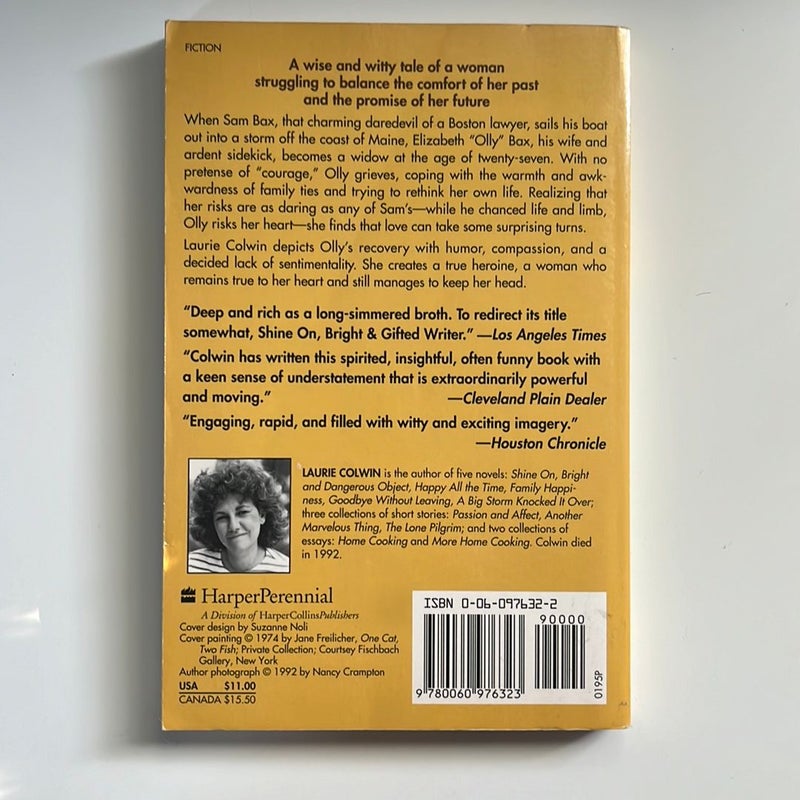 FICTION
A wise and witty tale of a woman
struggling to balance the comfort of her past
and the promise of her future
When Sam Bax, that charming daredevil of a Boston lawyer, sails his boat
out into a storm off the coast of Maine, Elizabeth “Olly” Bax, his wife and
ardent sidekick, becomes a widow at the age of twenty-seven. With no
pretense of “courage,” Olly grieves, coping with the warmth and awk-
wardness of family ties and trying to rethink her own life. Realizing that
her risks are as daring as any of Sam’s—while he chanced life and limb,
Olly risks her heart—she finds that love can take some surprising turns.
Laurie Colwin depicts Olly’s recovery with humor, compassion, and a
decided lack of sentimentality. She creates a true heroine, a woman who
remains true to her heart and still manages to keep her head.
“Deep and rich as a long-simmered broth. To redirect its title
somewhat, Shine On, Bright & Gifted Writer.” —Los Angeles Times
“Colwin has written this spirited, insightful, often funny book with
a keen sense of understatement that is extraordinarily powerful
and moving.” —Cleveland Plain Dealer
“Engaging, rapid, and filled with witty and exciting imagery.”
—Houston Chronicle
LAURIE COLWIN is the author of five novels: Shine On, Bright
and Dangerous Object, Happy All the Time, Family Happi-
ness, Goodbye Without Leaving, A Big Storm Knocked It Over;
three collections of short stories: Passion and Affect, Another
Marvelous Thing, The Lone Pilgrim; and two collections of
essays: Home Cooking and More Home Cooking. Colwin died
in 1992.
HarperPerennial
A Division of HarperCollinsPublishers
Cover design by Suzanne Noli
Cover painting © 1974 by Jane Freilicher, One Cat,
Two Fish; Private Collection; Courtsey Fischbach
Gallery, New York
Author photograph © 1992 by Nancy Crampton
USA $11.00
CANADA $15.50
ISBN 0-06-097632-2
90000
9 780060 976323
0195P